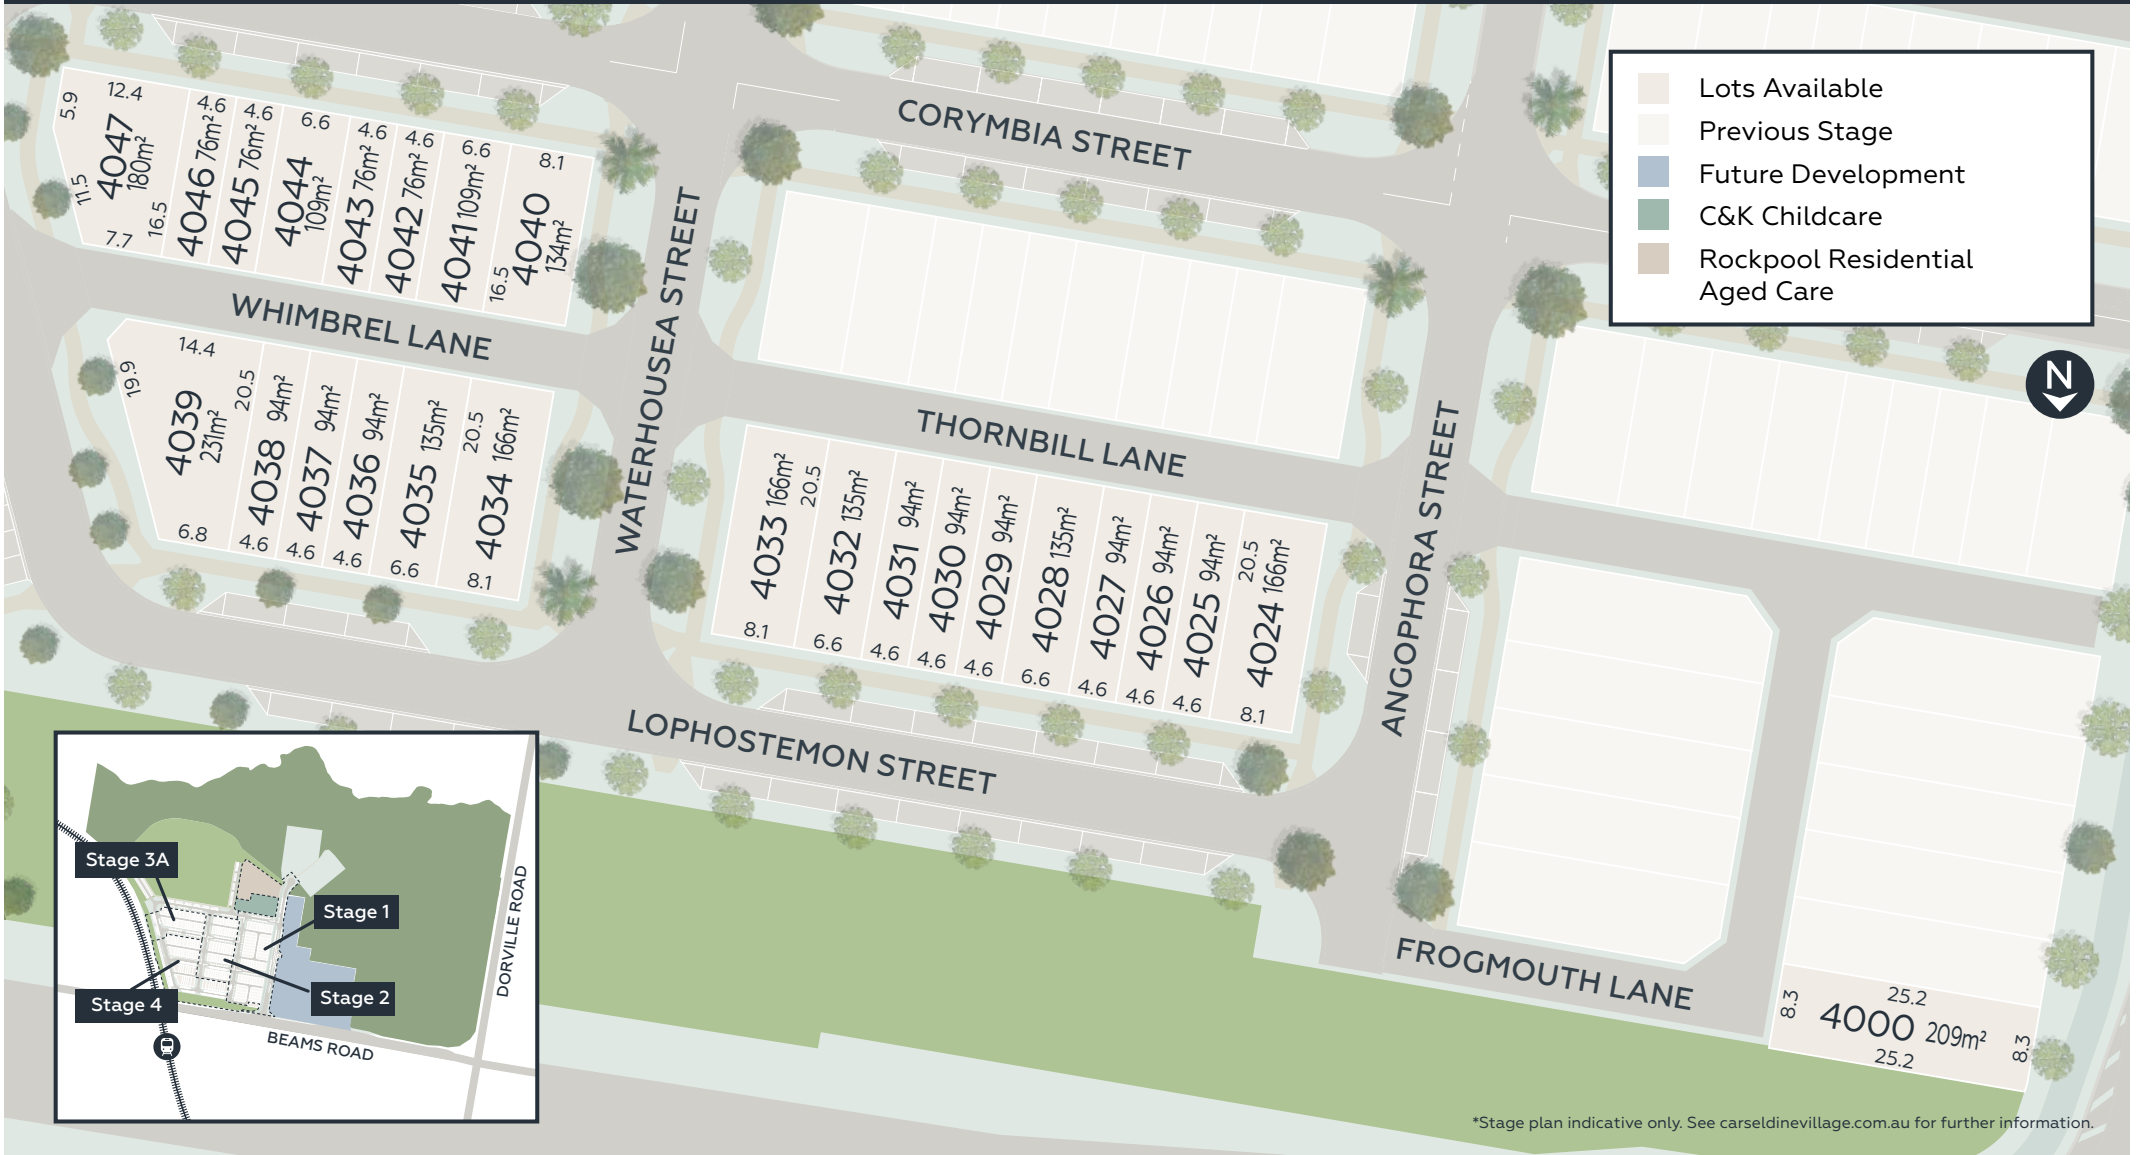 CORYMBIA STREET
Lots Available
Previous Stage
Future Development
C&K Childcare
Rockpool Residential
Aged Care
N
5.9
12.4
4047
180m²
11.5
7.7
16.5
4.6
4046 76m²
4.6
4045 76m²
6.6
4044
109m²
4.6
4043 76m²
4.6
4042 76m²
6.6
4041 109m²
8.1
4040
134m²
16.5
WHIMBREL LANE
WATERHOUSEA STREET
14.4
19.9
4039
231m²
6.8
20.5
4038 94m²
4.6
4037 94m²
4.6
4036 94m²
4.6
4035 135m²
6.6
20.5
4034 166m²
8.1
THORNBILL LANE
ANGOPHORA STREET
4033 166m²
8.1
20.5
4032 135m²
6.6
4031 94m²
4.6
4030 94m²
4.6
4029 94m²
4.6
4028 135m²
6.6
4027 94m²
4.6
4026 94m²
4.6
4025 94m²
4.6
20.5
4024 166m²
8.1
LOPHOSTEMON STREET
FROGMOUTH LANE
8.3
25.2
4000 209m²
25.2
8.3
Stage 3A
Stage 1
Stage 2
Stage 4
BEAMS ROAD
DORVILLE ROAD
*Stage plan indicative only. See carseldinevillage.com.au for further information.